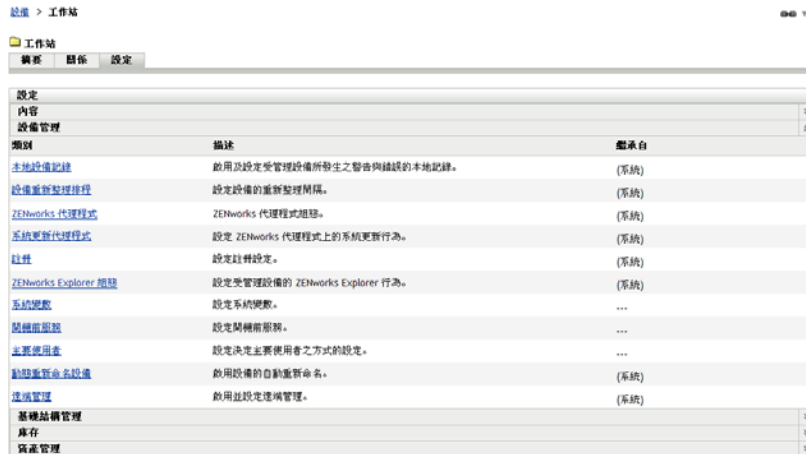 設備 > 工作站
工作站
摘要 關係 設定
設定
內容
設備管理
類別 描述 繼承自
本地設備記錄 啟用及設定受管理設備所發生之警告與錯誤的本地記錄。 (系統)
設備重新整理排程 設定設備的重新整理間隔。 (系統)
ZENworks 代理程式 ZENworks 代理程式組態。 (系統)
系統更新代理程式 設定 ZENworks 代理程式上的系統更新行為。 (系統)
註冊 設定註冊設定。 (系統)
ZENworks Explorer 組態 設定受管理設備的 ZENworks Explorer 行為。 (系統)
系統變數 設定系統變數。 ...
開機前服務 設定開機前服務。 ...
主要使用者 設定決定主要使用者之方式的設定。 ...
動態重新命名設備 啟用設備的自動重新命名。 (系統)
遠端管理 啟用並設定遠端管理。 (系統)
基礎結構管理
庫存
資產管理